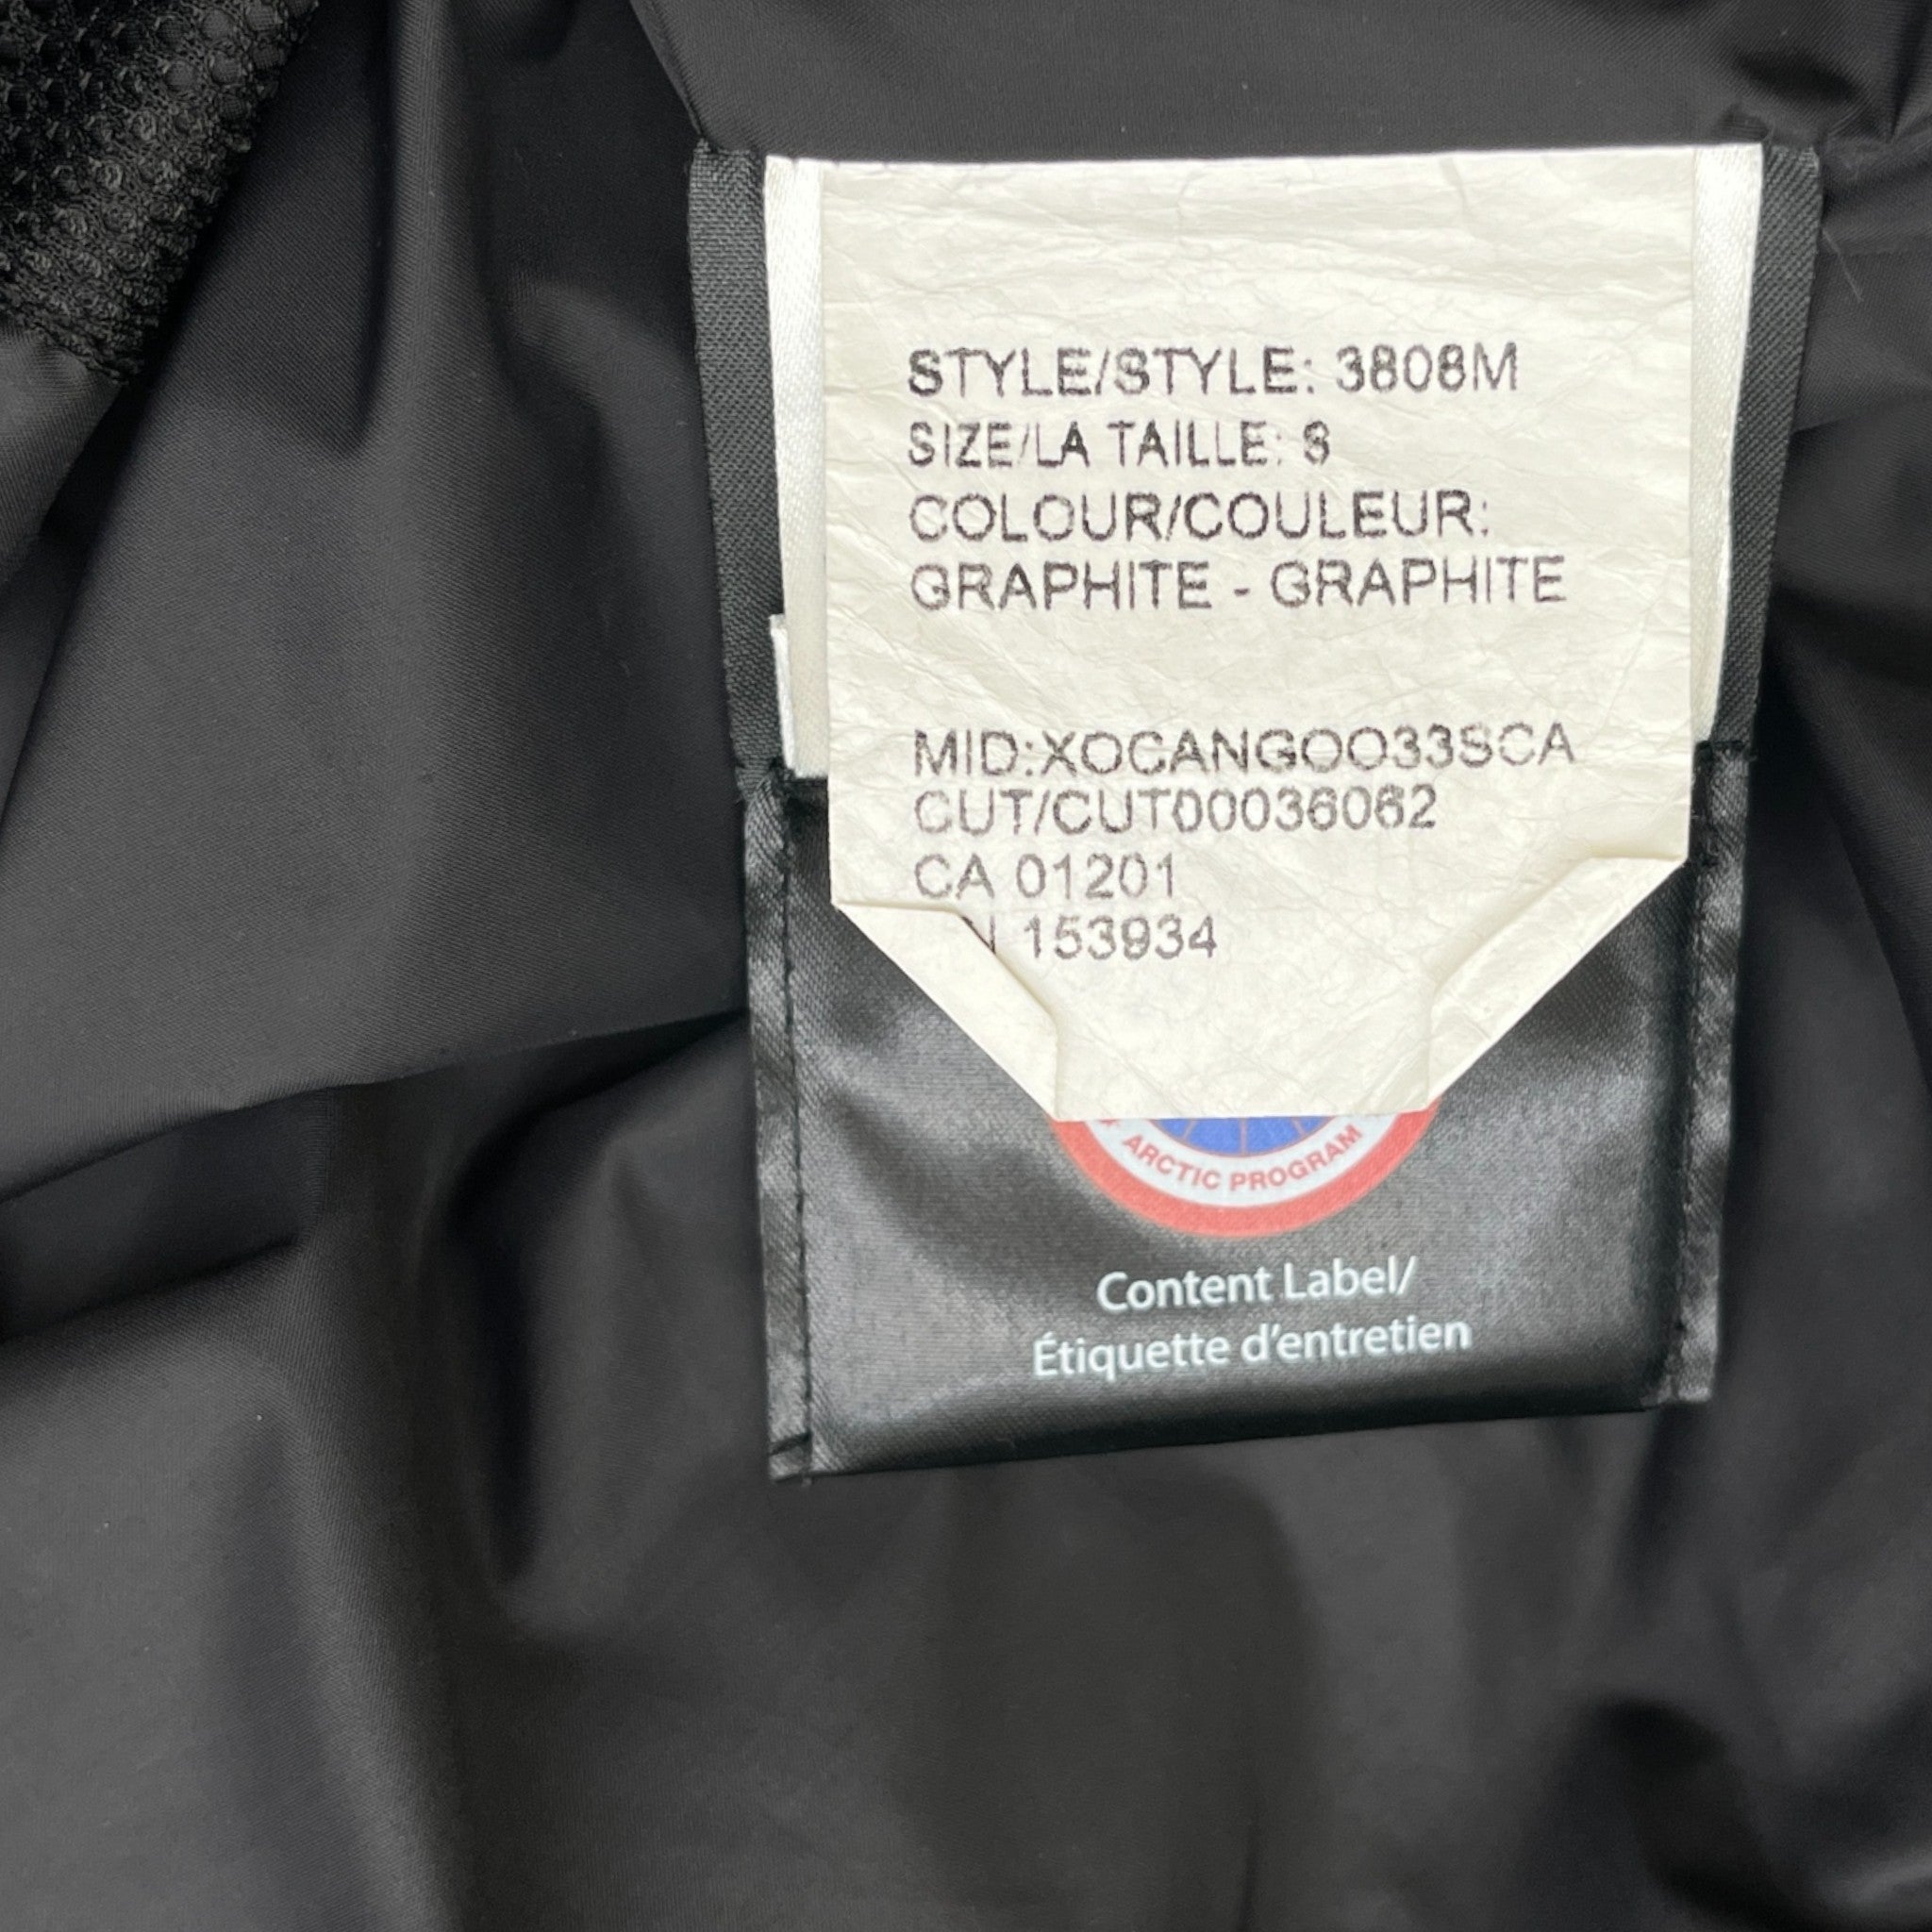 STYLE/STYLE: 3808M
SIZE/LA TAILLE: S
COLOUR/COULEUR:
GRAPHITE - GRAPHITE
MID:XOCANGOO33SCA
CUT/CUT00036062
CA 01201
153934
ARCTIC PROGRAM
Content Label/
Étiquette d'entretien